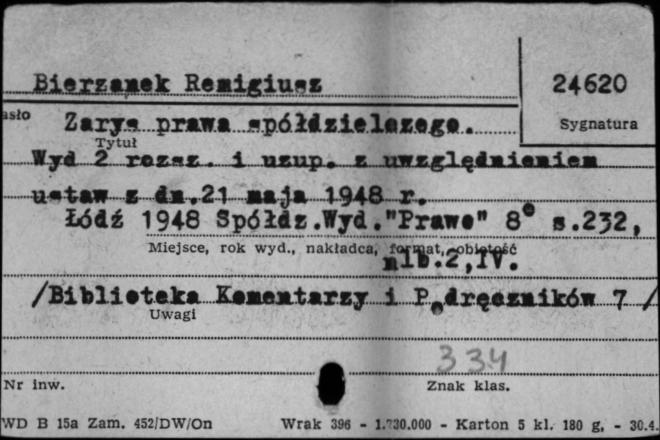 Bierzanek Remigiusz
24620
asło
Zarys prawa spółdzielczego.
Sygnatura
Tytuł
Wyd 2 rozsz. i uzup. z uwzględnieniem
ustaw z dn.21 maja 1948 r.
Łódź 1948 Spółdz.Wyd."Prawo" 8° s.232,
Miejsce, rok wyd., nakładca, format, objętość
nlb.2,IV.
/Biblioteka Komentarzy i Podręczników 7 /
Uwagi
334
Nr inw.
Znak klas.
WD B 15a Zam. 452/DW/On Wrak 396 - 1.730.000 - Karton 5 kl. 180 g. - 30.4.